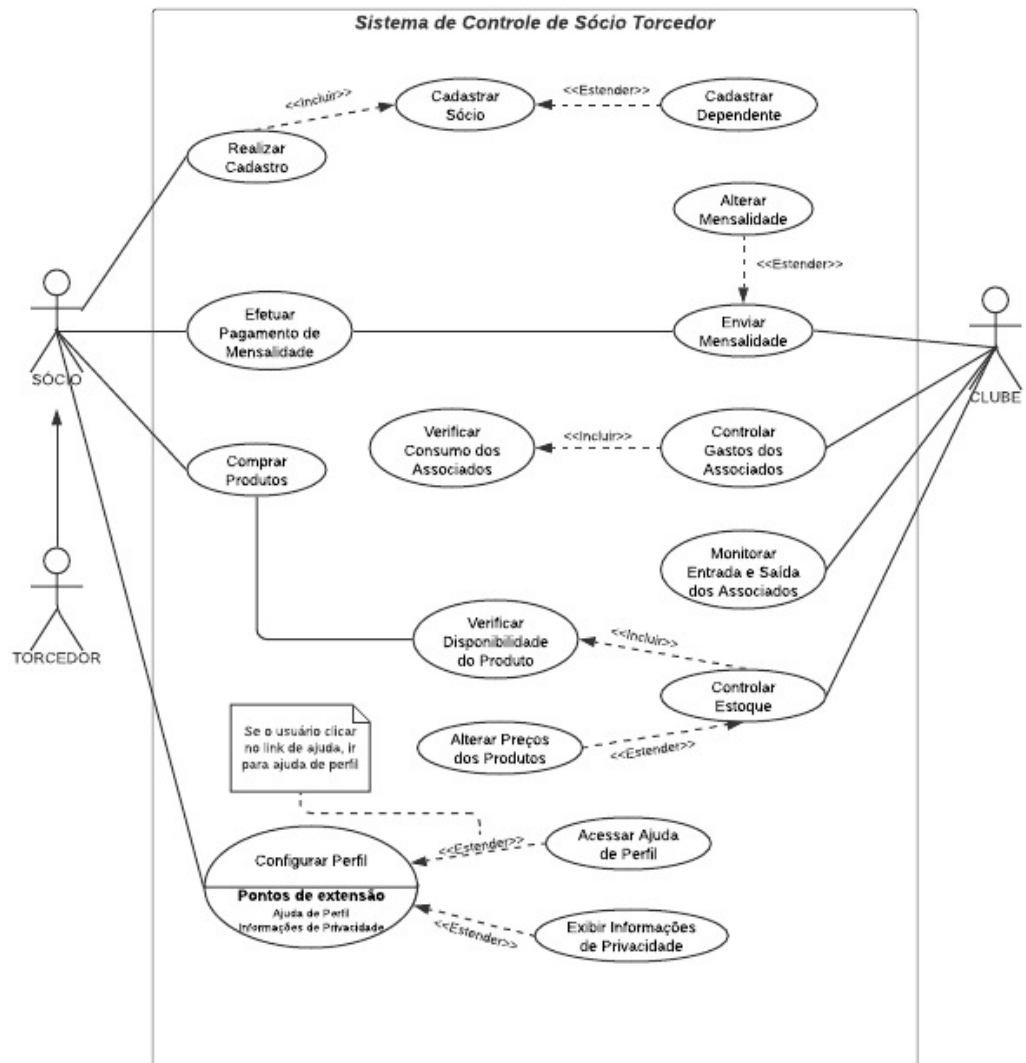 Sistema de Controle de Sócio Torcedor
<<Incluir>>
Cadastrar
Sócio
<<Estender>>
Cadastrar
Dependente
Realizar
Cadastro
Alterar
Mensalidade
<<Estender>>
Efetuar
Pagamento de
Mensalidade
Enviar
Mensalidade
SÓCIO
CLUBE
Verificar
Consumo dos
Associados
<<Incluir>>
Controlar
Gastos dos
Associados
Comprar
Produtos
Monitorar
Entrada e Saída
dos Associados
TORCEDOR
Verificar
Disponibilidade
do Produto
<<Incluir>>
Controlar
Estoque
Se o usuário clicar
no link de ajuda, ir
para ajuda de perfil
Alterar Preços
dos Produtos
<<Estender>>
Configurar Perfil
Pontos de extensão
Ajuda de Perfil
Informações de Privacidade
<<Estender>>
Acessar Ajuda
de Perfil
<<Estender>>
Exibir Informações
de Privacidade